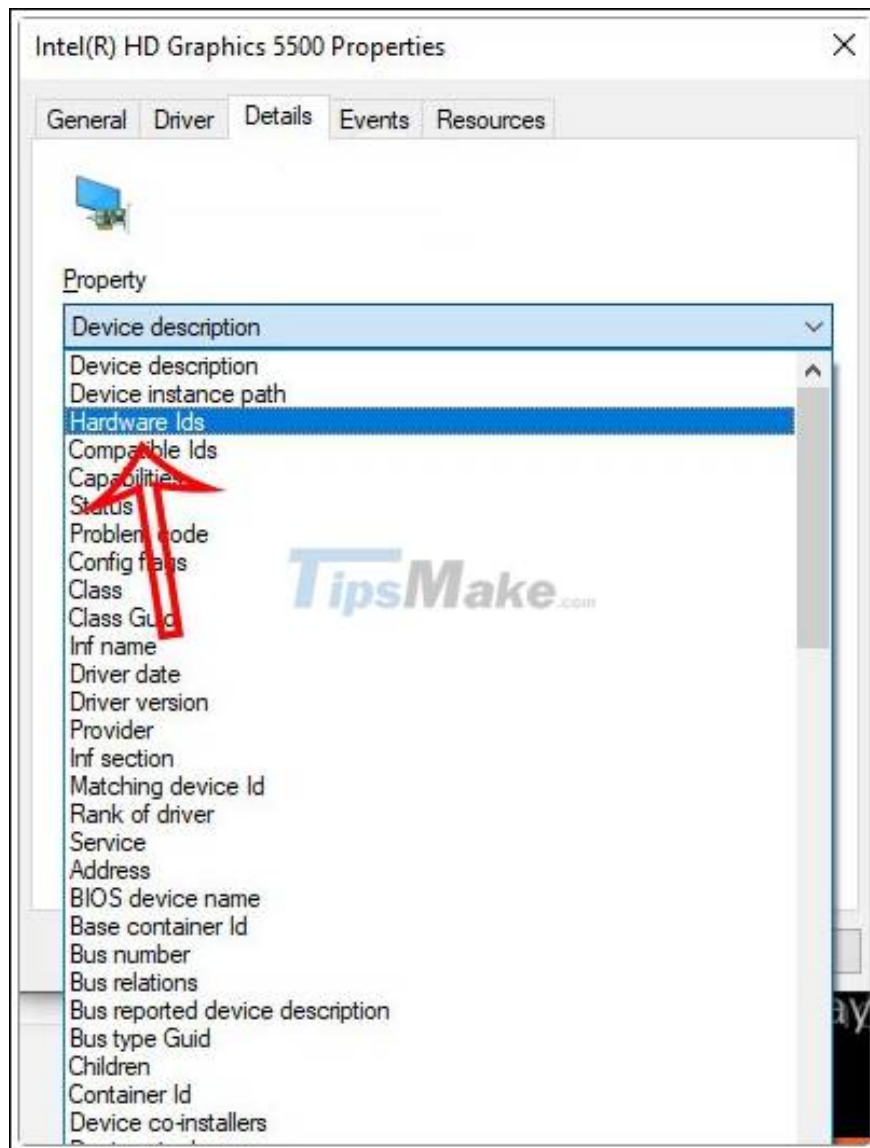 Intel(R) HD Graphics 5500 Properties
General Driver Details Events Resources
Property
Device description
Device description
Device instance path
Hardware Ids
Compatible Ids
Capabilities
Status
Problem code
Config flags
Class
Class Guid
Inf name
Driver date
Driver version
Provider
Inf section
Matching device Id
Rank of driver
Service
Address
BIOS device name
Base container Id
Bus number
Bus relations
Bus reported device description
Bus type Guid
Children
Container Id
Device co-installers
TipsMake.com
ay